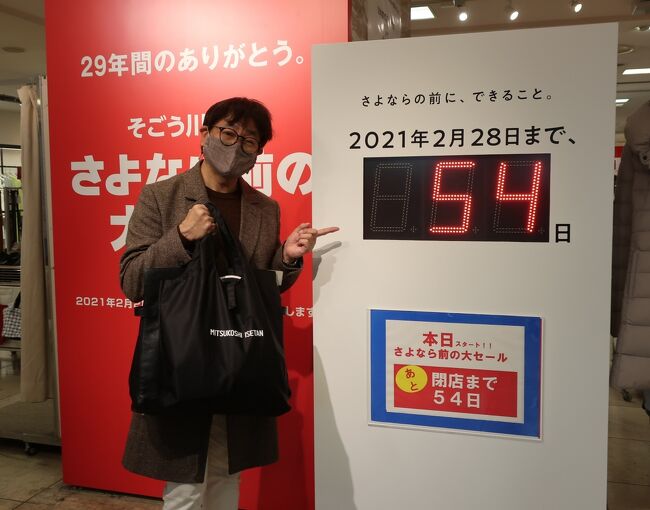 29年間のありがとう。
そごう川
さよなら前の
大
2021年2月2
します
MITSUKOSHI ISETAN
さよならの前に、できること。
2021年2月28日まで、
54
日
本日スタート！！
さよなら前の大セール
あと
閉店まで
54日